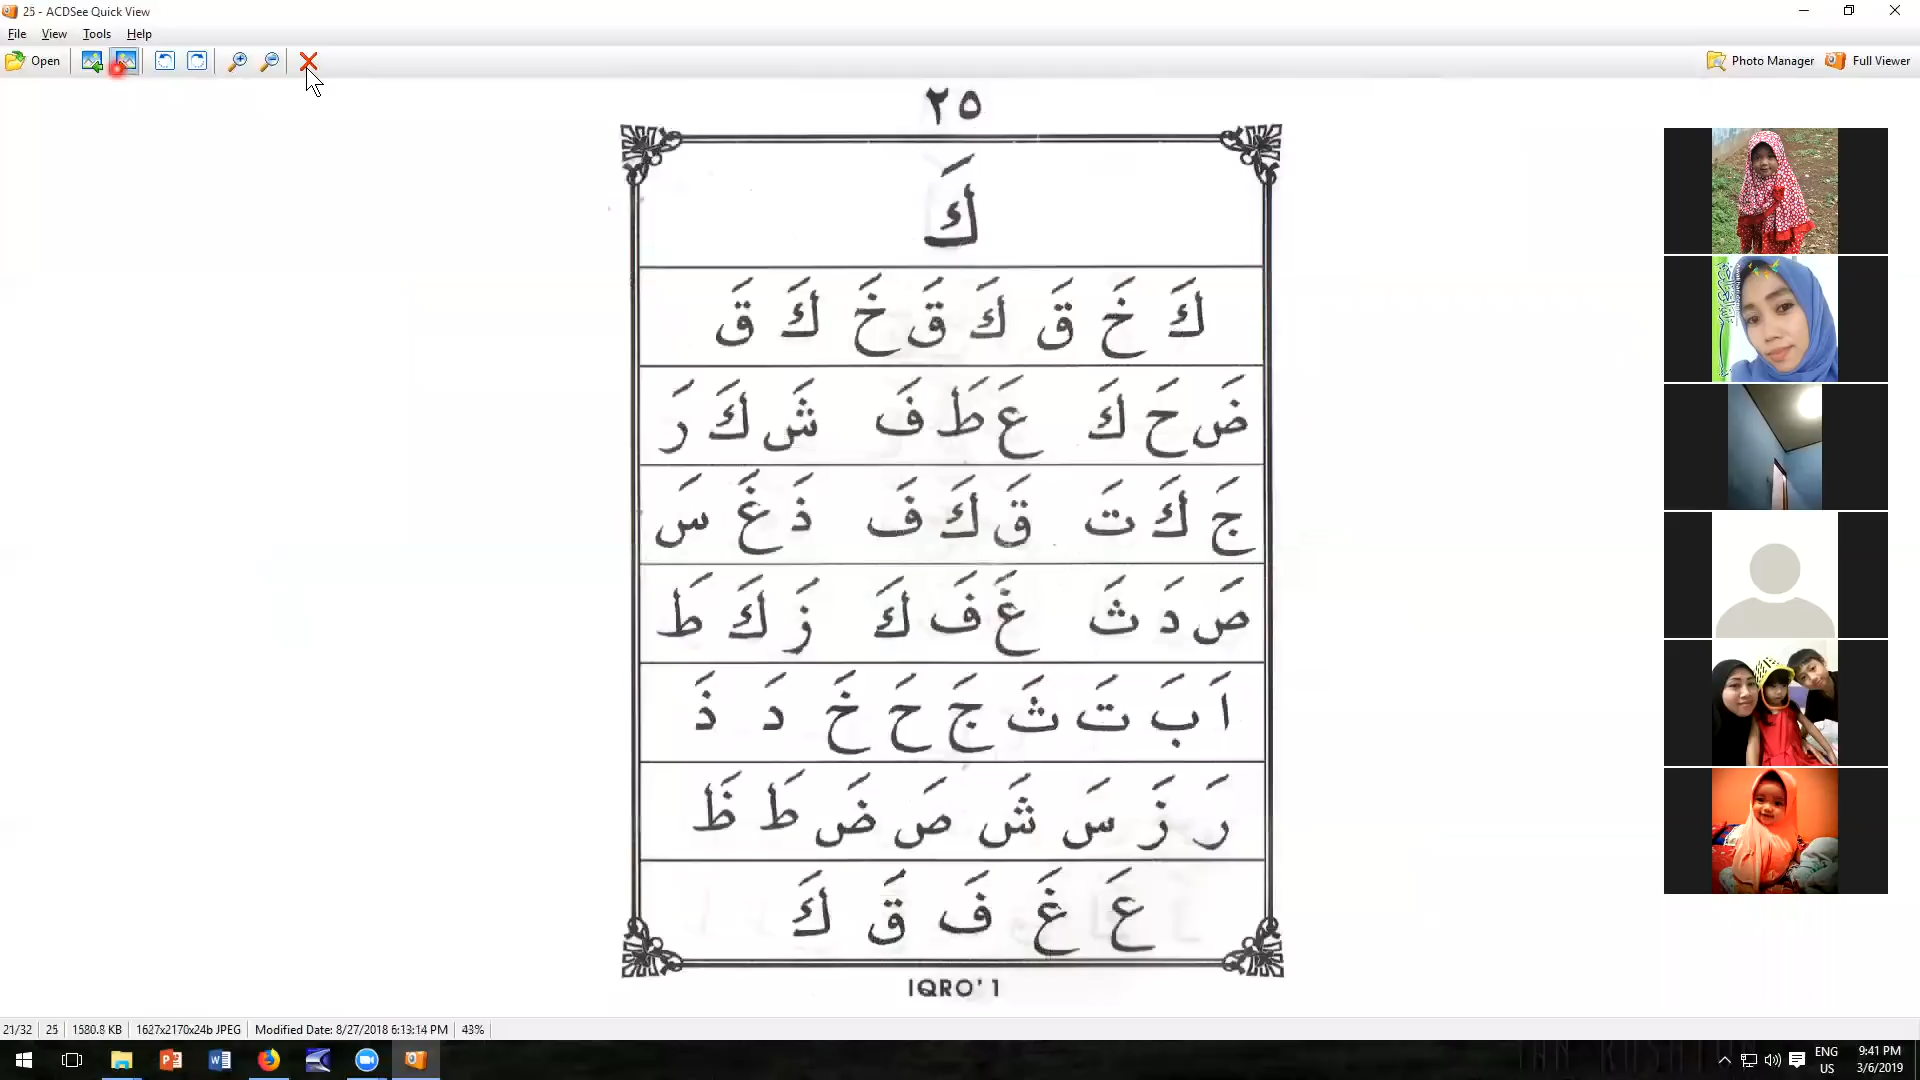 25 - ACDSee Quick View
File View Tools Help
Open Photo Manager Full Viewer
٢٥
كَ
كَ خَ قَ كَ قَ خَ كَ قَ
ضَ حَ كَ عَ طَ فَ شَ كَ رَ
جَ كَ تَ قَ كَ فَ ذَ غَ سَ
صَ دَ ثَ غَ فَ كَ زَ كَ طَ
اَ بَ تَ ثَ جَ حَ خَ دَ ذَ
رَ زَ سَ شَ صَ ضَ طَ ظَ
عَ غَ فَ قَ كَ
IQRO' 1
21/32 25 1580.8 KB 1627x2170x24b JPEG Modified Date: 8/27/2018 6:13:14 PM 43%
ENG
US
9:41 PM
3/6/2019